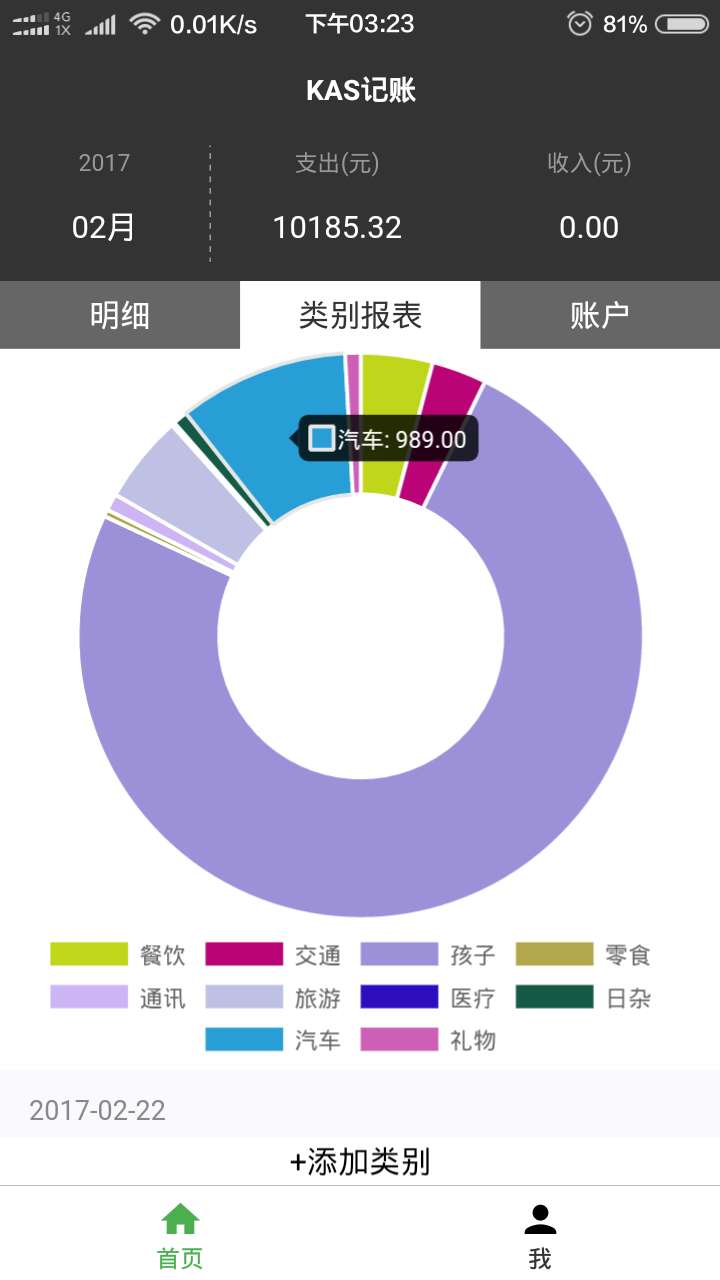 4G 1X 0.01K/s 下午03:23 81%
KAS记账
2017 支出(元) 收入(元)
02月 10185.32 0.00
明细 类别报表 账户
汽车: 989.00
餐饮 交通 孩子 零食
通讯 旅游 医疗 日杂
汽车 礼物
2017-02-22
+添加类别
首页 我